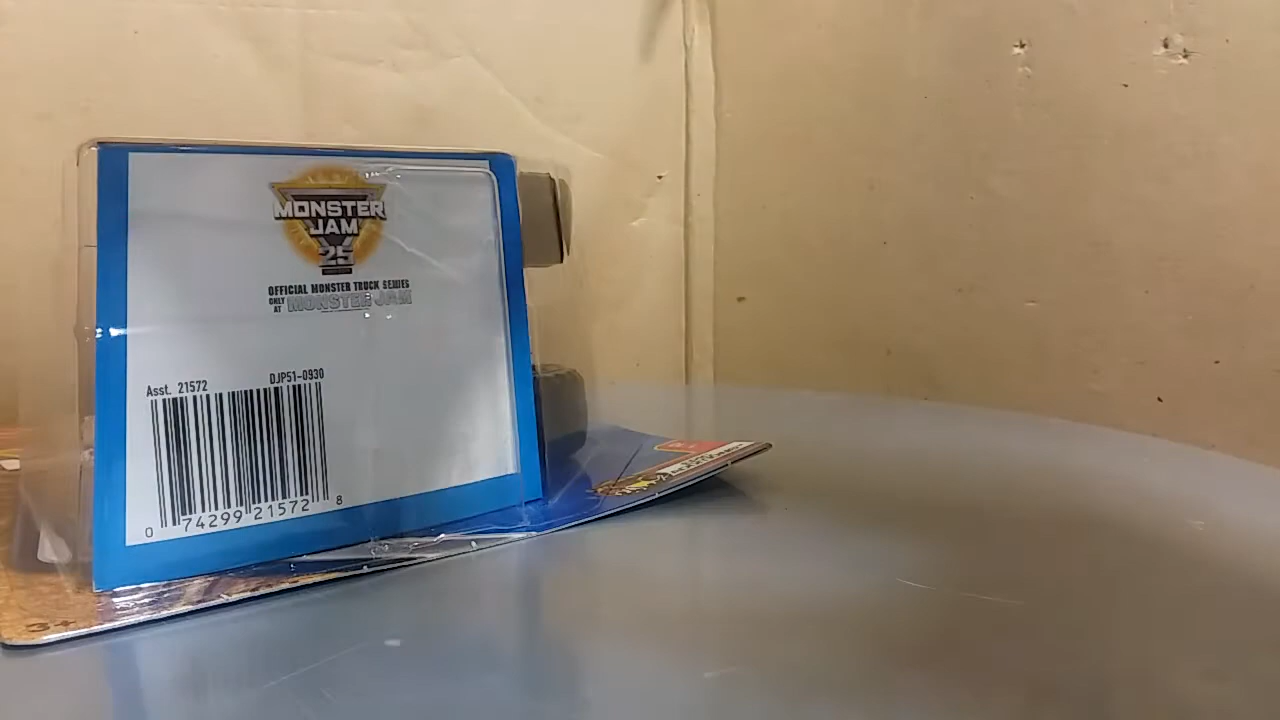 MONSTER
JAM
25
OFFICIAL MONSTER TRUCK SERIES
ONLY
AT
MONSTER JAM
Asst. 21572
DJP51-0930
0 74299 21572 8
3+